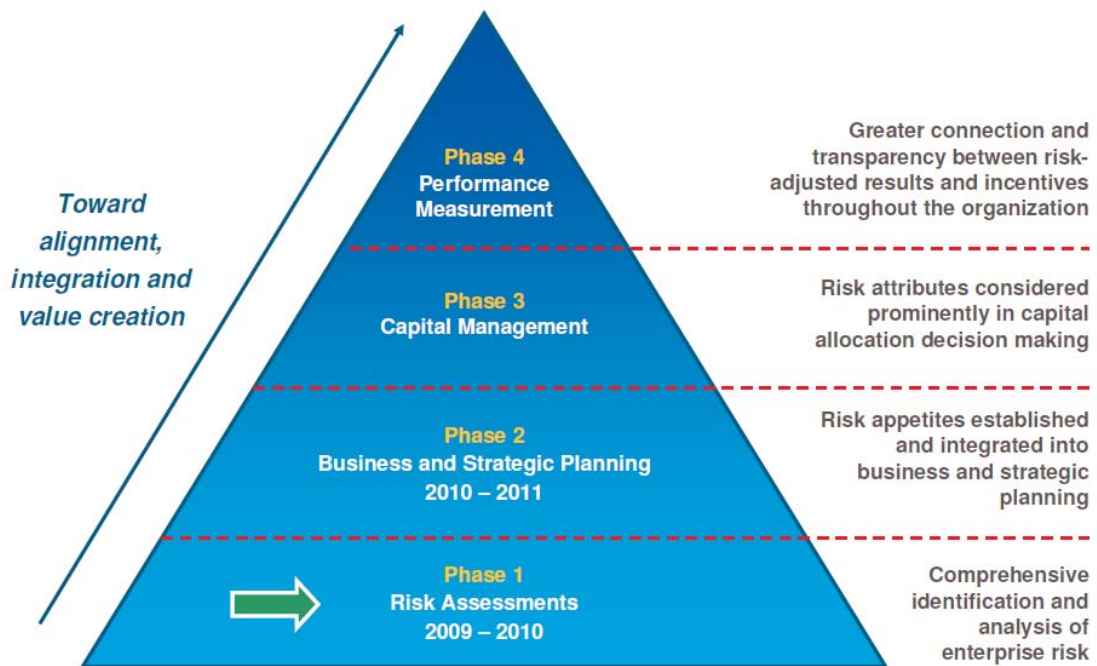 Toward
alignment,
integration and
value creation
Phase 4
Performance
Measurement
Greater connection and
transparency between risk-
adjusted results and incentives
throughout the organization
Phase 3
Capital Management
Risk attributes considered
prominently in capital
allocation decision making
Phase 2
Business and Strategic Planning
2010 – 2011
Risk appetites established
and integrated into
business and strategic
planning
Phase 1
Risk Assessments
2009 – 2010
Comprehensive
identification and
analysis of
enterprise risk